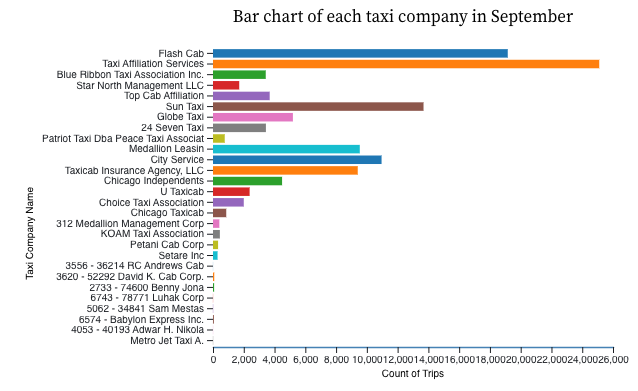 Bar chart of each taxi company in September
Flash Cab
Taxi Affiliation Services
Blue Ribbon Taxi Association Inc.
Star North Management LLC
Top Cab Affiliation
Sun Taxi
Globe Taxi
24 Seven Taxi
Patriot Taxi Dba Peace Taxi Associat
Medallion Leasin
City Service
Taxicab Insurance Agency, LLC
Chicago Independents
U Taxicab
Choice Taxi Association
Chicago Taxicab
312 Medallion Management Corp
KOAM Taxi Association
Petani Cab Corp
Setare Inc
3556 - 36214 RC Andrews Cab
3620 - 52292 David K. Cab Corp.
2733 - 74600 Benny Jona
6743 - 78771 Luhak Corp
5062 - 34841 Sam Mestas
6574 - Babylon Express Inc.
4053 - 40193 Adwar H. Nikola
Metro Jet Taxi A.
Taxi Company Name
0 2,000 4,000 6,000 8,000 10,000 12,000 14,000 16,000 18,000 20,000 22,000 24,000 26,000
Count of Trips